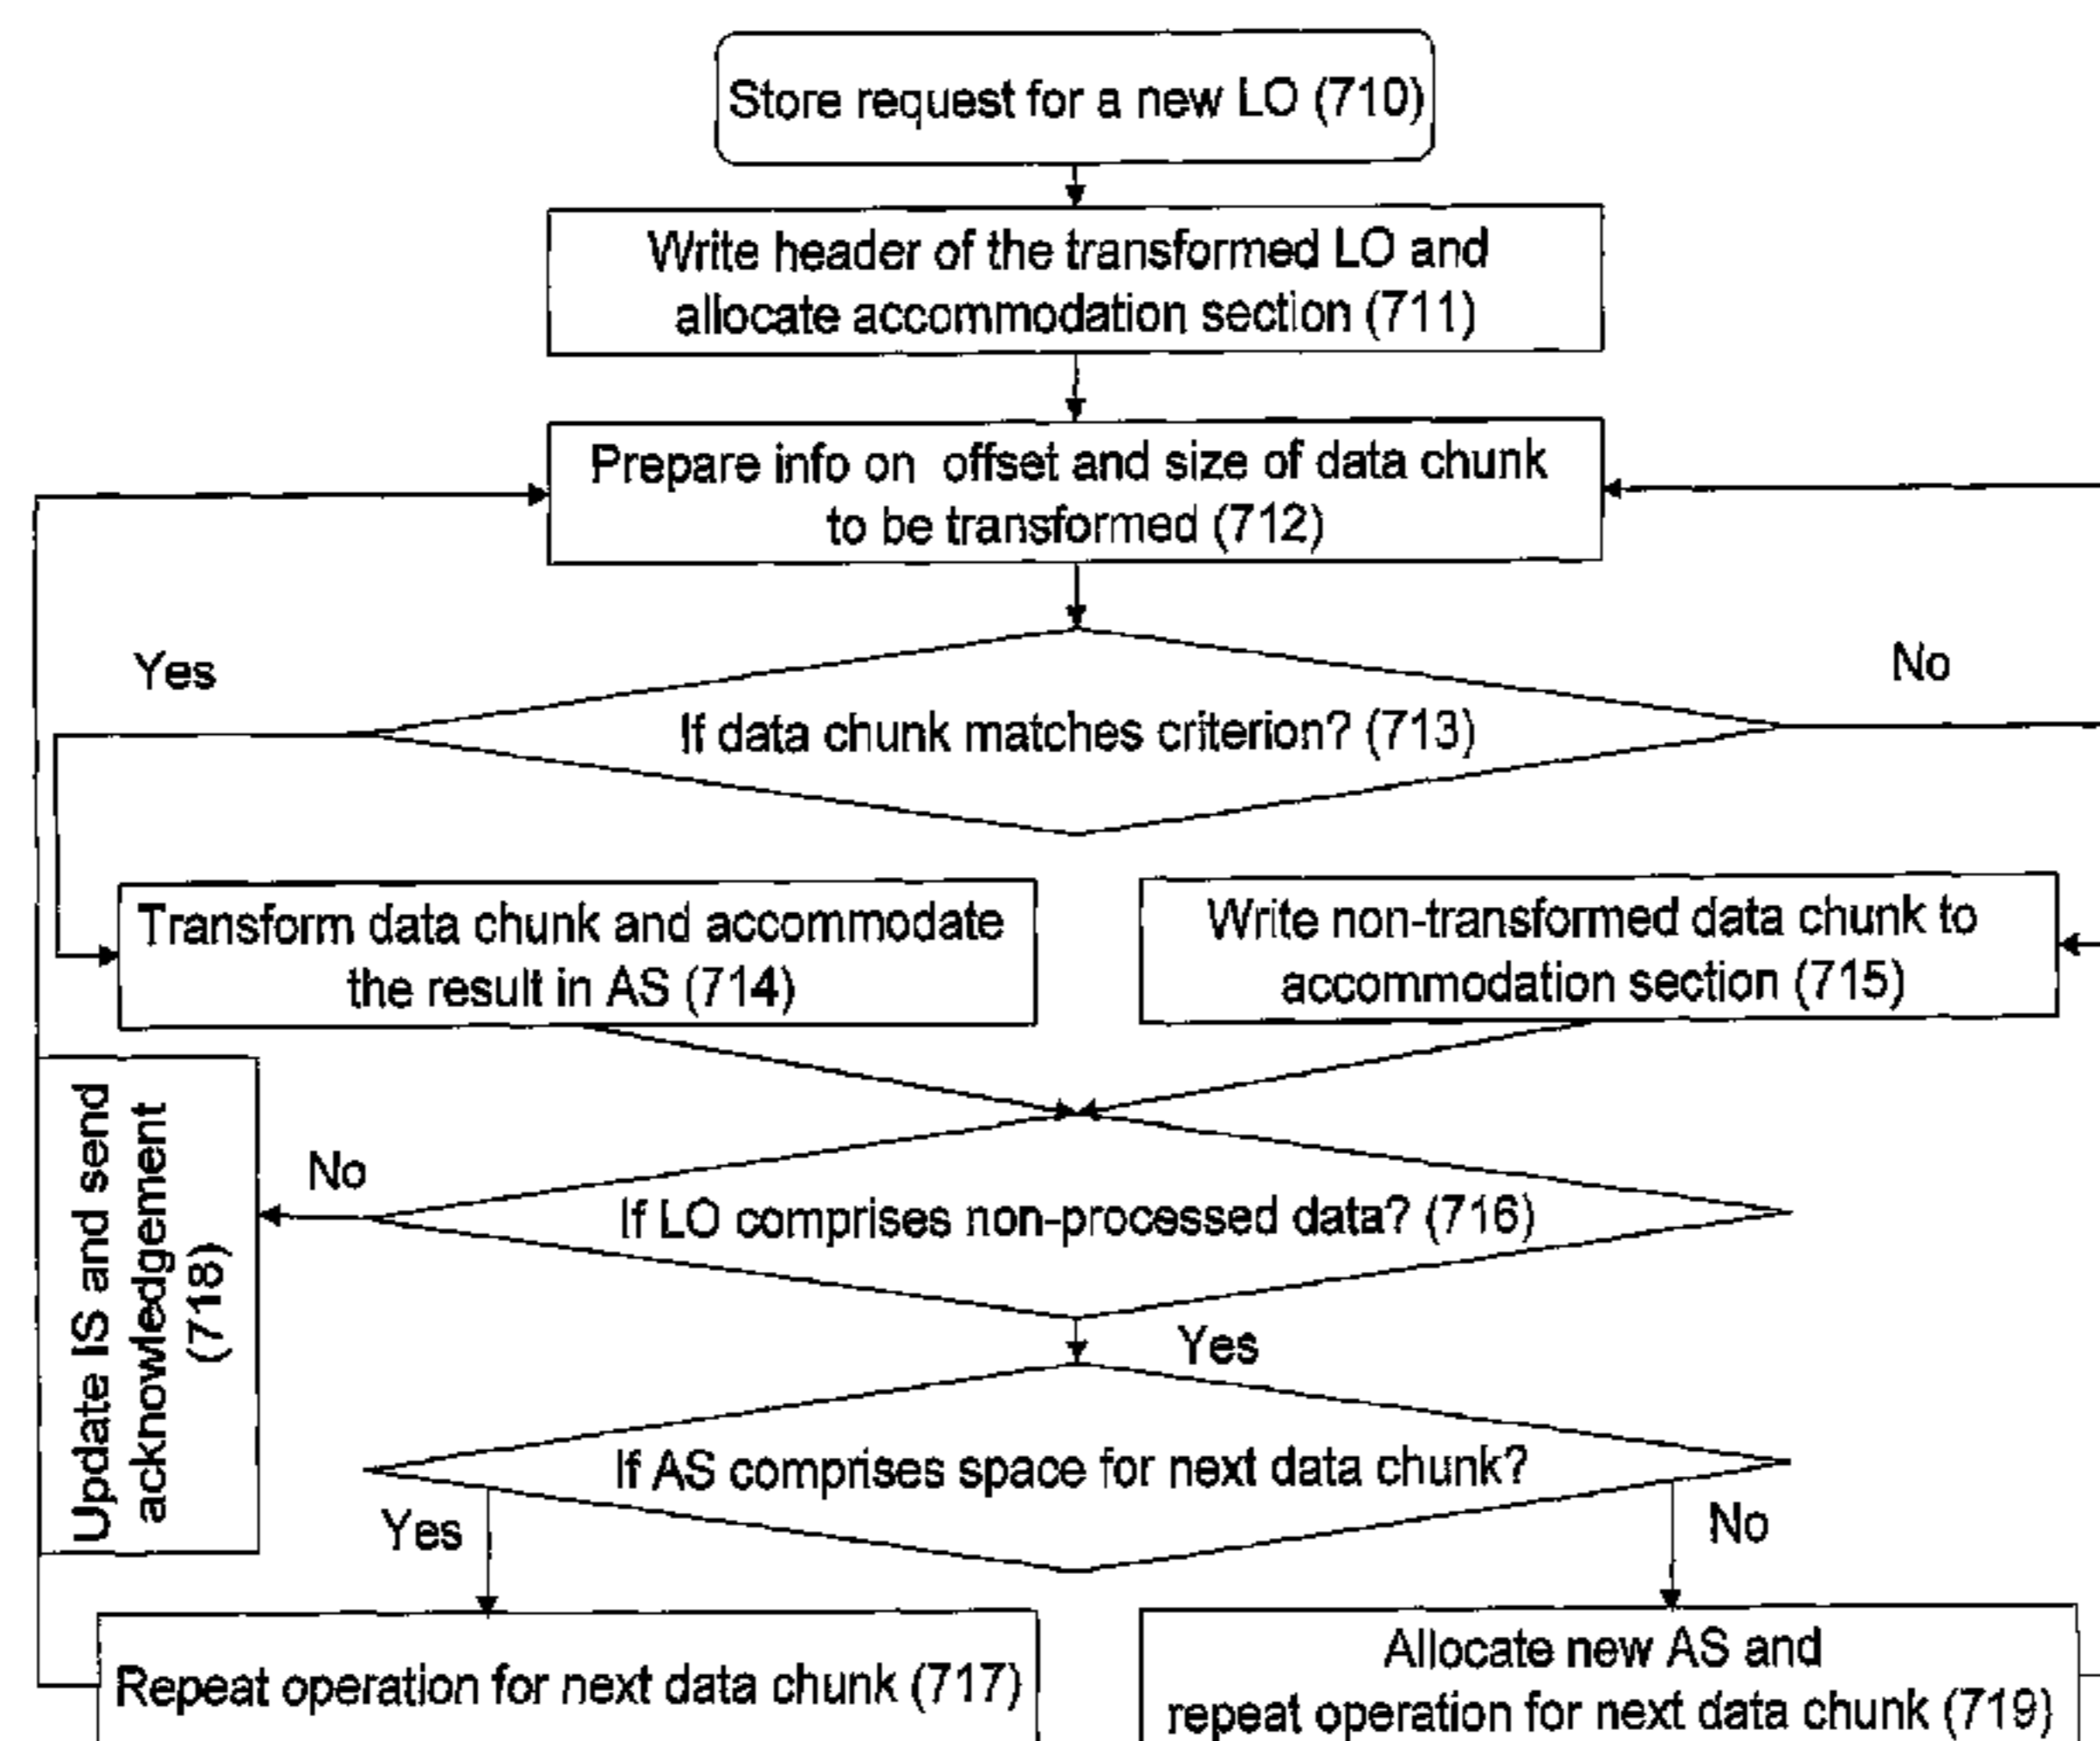 Store request for a new LO (710)
Write header of the transformed LO and
allocate accommodation section (711)
Prepare info on offset and size of data chunk
to be transformed (712)
Yes
No
If data chunk matches criterion? (713)
Transform data chunk and accommodate
the result in AS (714)
Write non-transformed data chunk to
accommodation section (715)
Update IS and send
acknowledgement
(718)
No
If LO comprises non-processed data? (716)
Yes
If AS comprises space for next data chunk?
Yes
No
Repeat operation for next data chunk (717)
Allocate new AS and
repeat operation for next data chunk (719)